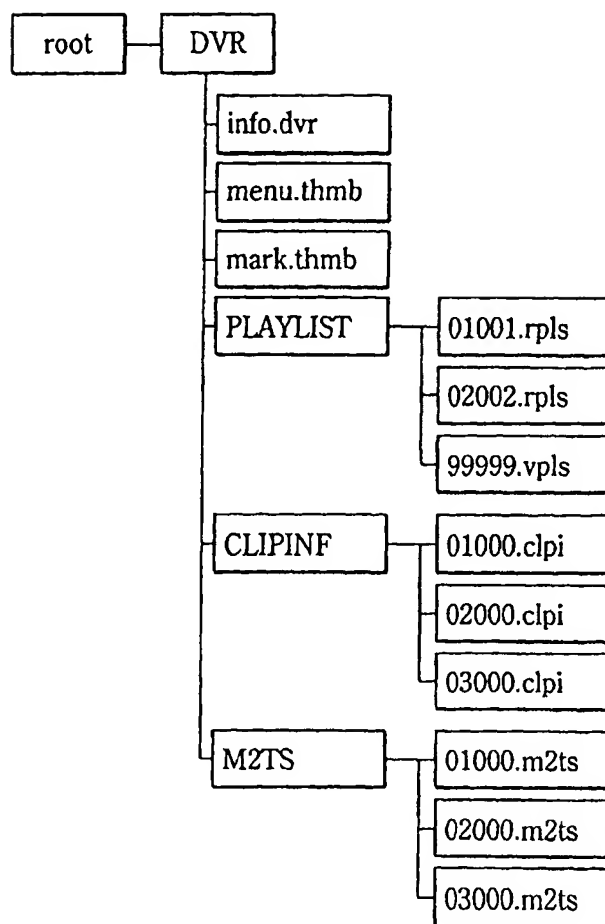 root
DVR
info.dvr
menu.thmb
mark.thmb
PLAYLIST
01001.rpls
02002.rpls
99999.vpls
CLIPINF
01000.clpi
02000.clpi
03000.clpi
M2TS
01000.m2ts
02000.m2ts
03000.m2ts